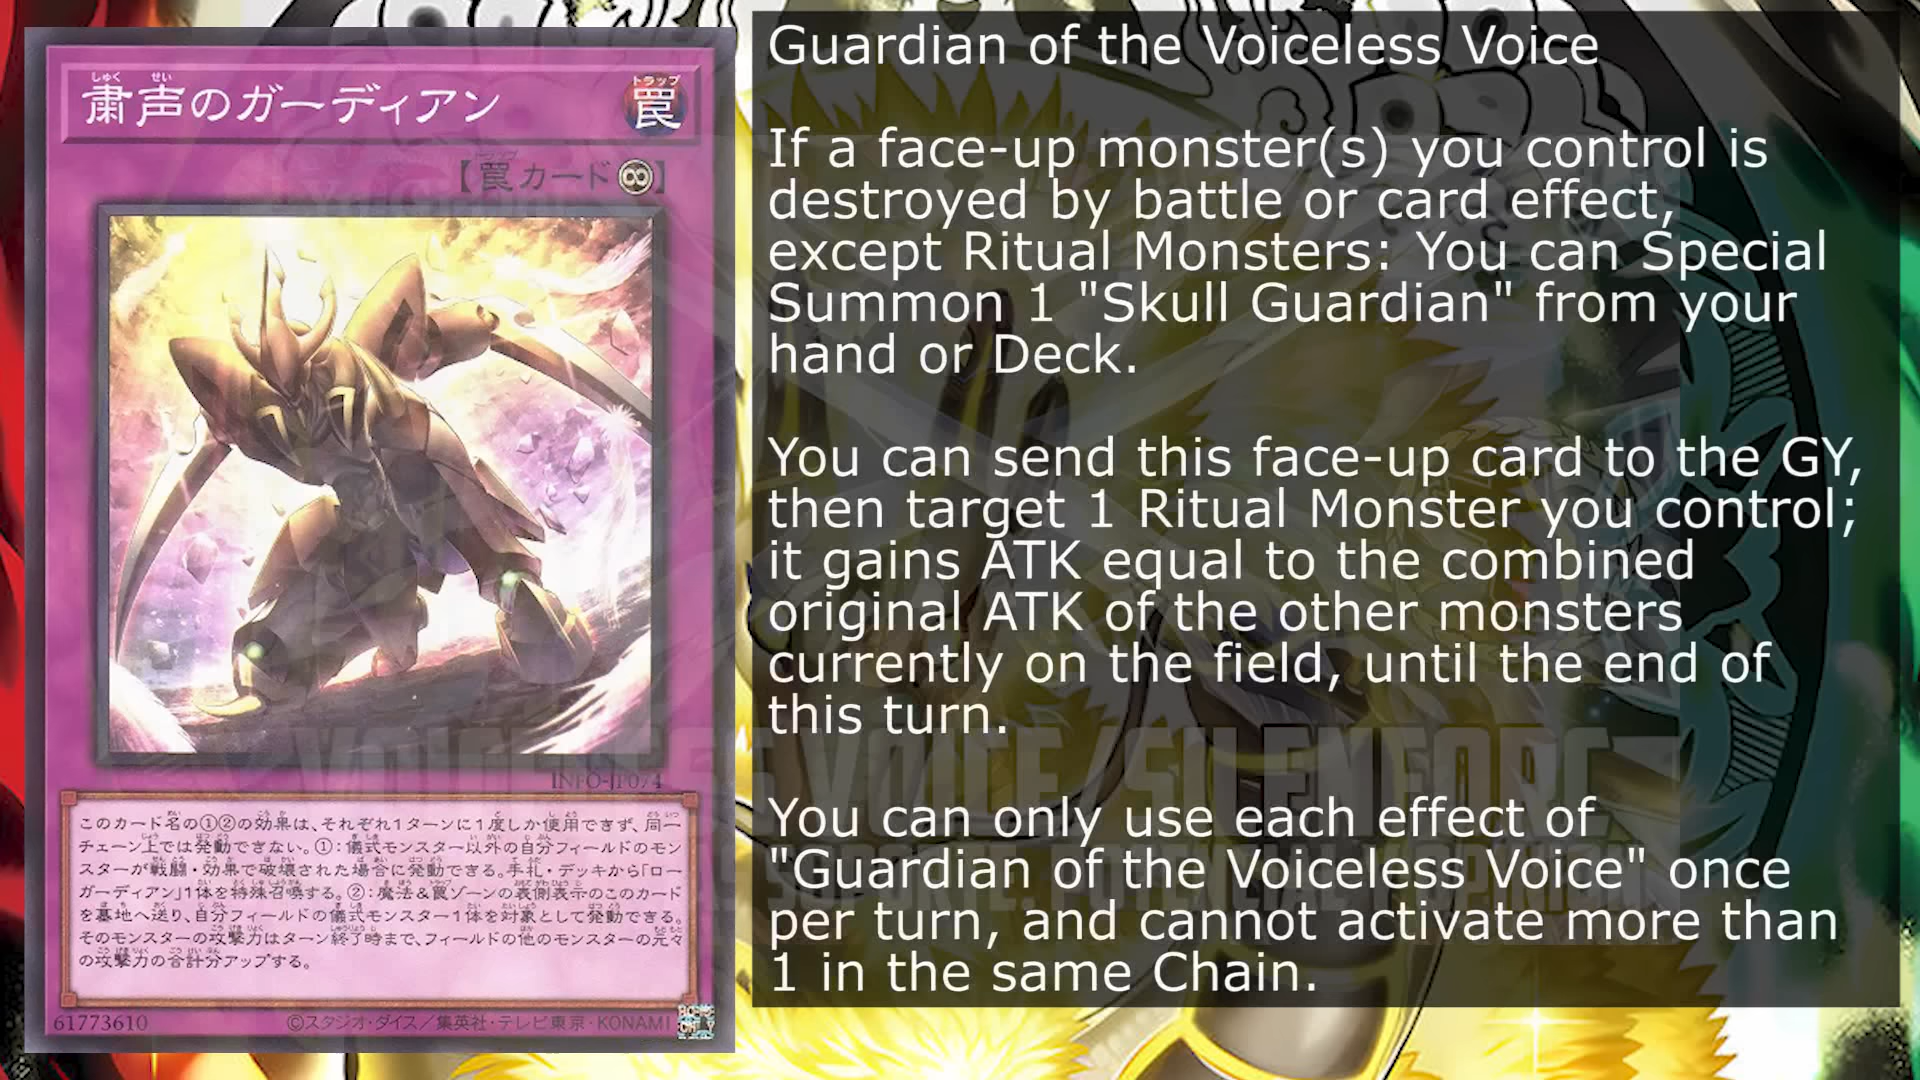 粛声のガーディアン
しゅく せい
トラップ
罠
【罠カード∞】
INFO-JP074
このカード名の①②の効果は、それぞれ1ターンに1度しか使用できず、同一
チェーン上では発動できない。①：儀式モンスター以外の自分フィールドのモン
スターが戦闘・効果で破壊された場合に発動できる。手札・デッキから「ロー
ガーディアン」1体を特殊召喚する。②：魔法＆罠ゾーンの表側表示のこのカード
を墓地へ送り、自分フィールドの儀式モンスター1体を対象として発動できる。
そのモンスターの攻撃力はターン終了時まで、フィールドの他のモンスターの元々
の攻撃力の合計分アップする。
61773610
©スタジオ・ダイス／集英社・テレビ東京・KONAMI
Guardian of the Voiceless Voice
If a face-up monster(s) you control is
destroyed by battle or card effect,
except Ritual Monsters: You can Special
Summon 1 "Skull Guardian" from your
hand or Deck.
You can send this face-up card to the GY,
then target 1 Ritual Monster you control;
it gains ATK equal to the combined
original ATK of the other monsters
currently on the field, until the end of
this turn.
You can only use each effect of
"Guardian of the Voiceless Voice" once
per turn, and cannot activate more than
1 in the same Chain.